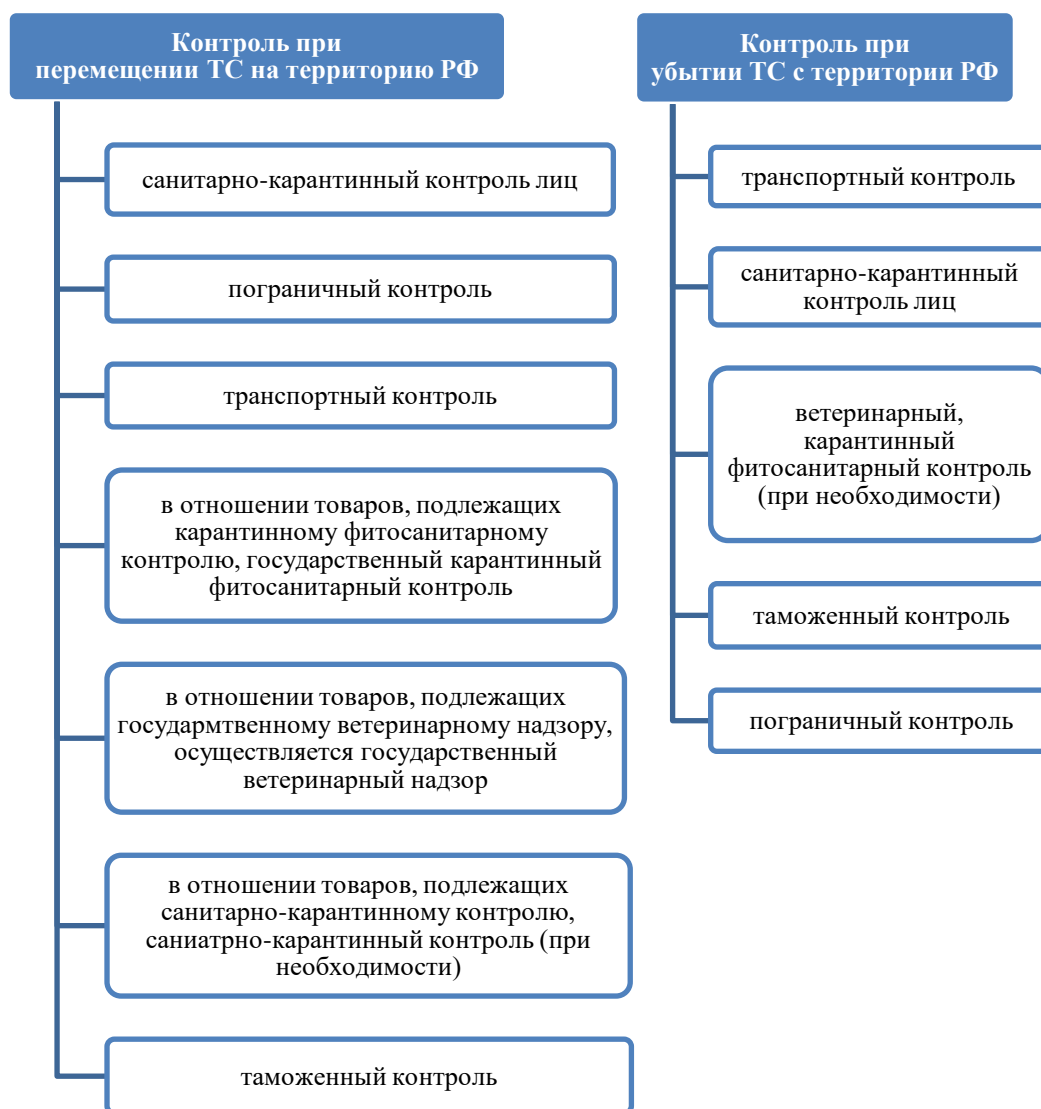 Контроль при
перемещении ТС на территорию РФ
санитарно-карантинный контроль лиц
пограничный контроль
транспортный контроль
в отношении товаров, подлежащих
карантинному фитосанитарному
контролю, государственный карантинный
фитосанитарный контроль
в отношении товаров, подлежащих
государмтвенному ветеринарному надзору,
осуществляется государственный
ветеринарный надзор
в отношении товаров, подлежащих
санитарно-карантинному контролю,
саниатрно-карантинный контроль (при
необходимости)
таможенный контроль
Контроль при
убытии ТС с территории РФ
транспортный контроль
санитарно-карантинный
контроль лиц
ветеринарный,
карантинный
фитосанитарный контроль
(при необходимости)
таможенный контроль
пограничный контроль